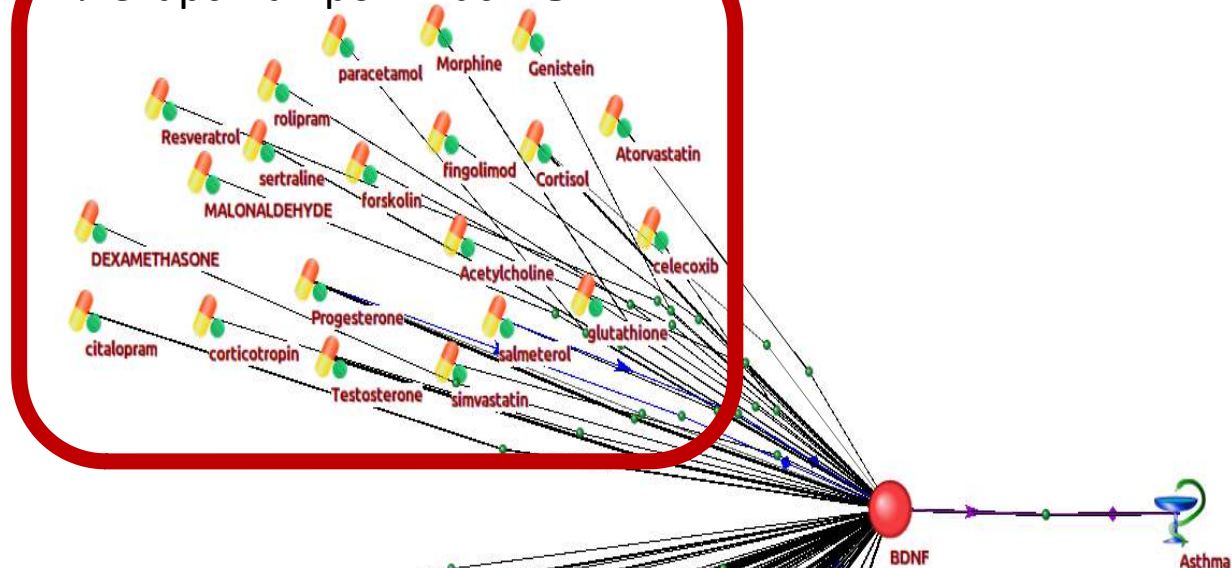 paracetamol
Morphine
Genistein
rolipram
Resveratrol
Atorvastatin
sertraline
fingolimod
Cortisol
forskolin
MALONALDEHYDE
DEXAMETHASONE
Acetylcholine
celecoxib
Progesterone
glutathione
citalopram
corticotropin
salmeterol
Testosterone
simvastatin
BDNF
Asthma